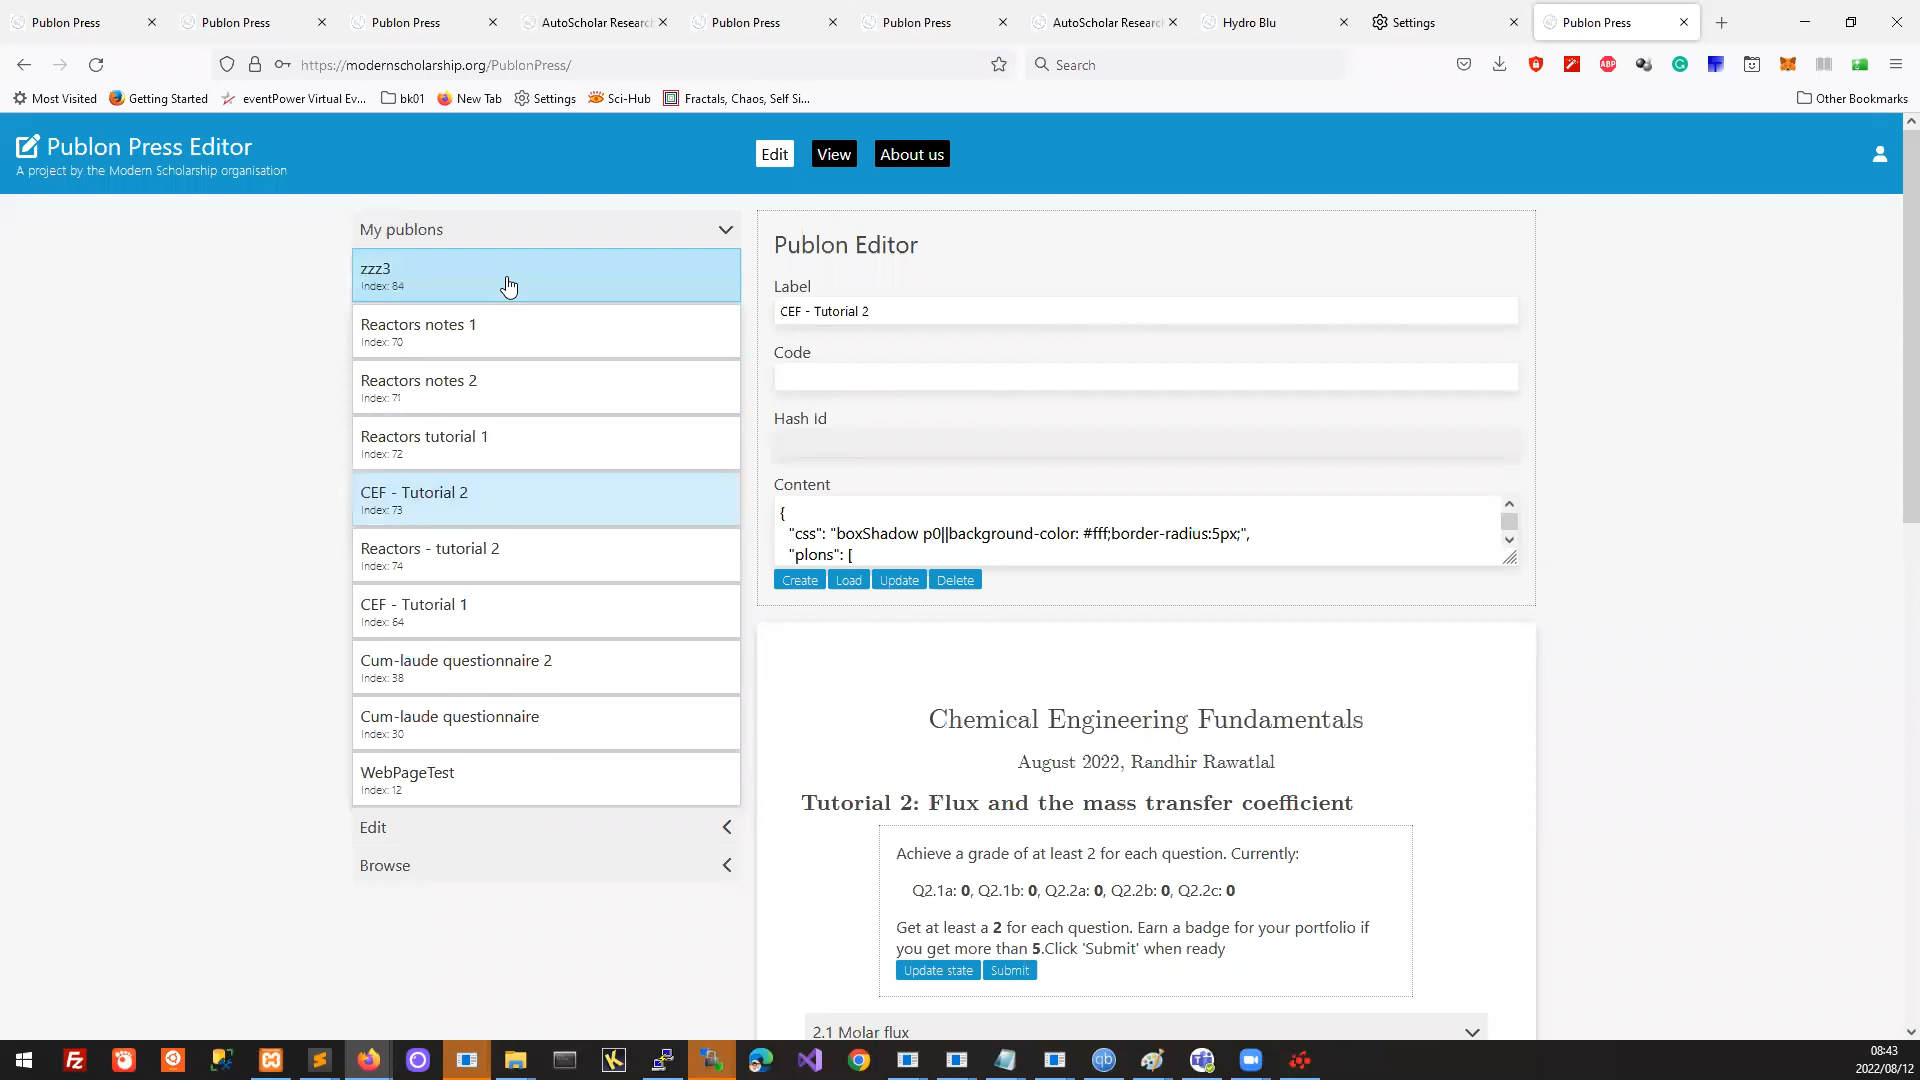 Publon Press
Publon Press
Publon Press
AutoScholar Research
Publon Press
Publon Press
AutoScholar Research
Hydro Blu
Settings
Publon Press
https://modernscholarship.org/PublonPress/
Search
Most Visited
Getting Started
eventPower Virtual Ev...
bk01
New Tab
Settings
Sci-Hub
Fractals, Chaos, Self Si...
Other Bookmarks
Publon Press Editor
A project by the Modern Scholarship organisation
Edit
View
About us
My publons
zzz3
Index: 84
Reactors notes 1
Index: 70
Reactors notes 2
Index: 71
Reactors tutorial 1
Index: 72
CEF - Tutorial 2
Index: 73
Reactors - tutorial 2
Index: 74
CEF - Tutorial 1
Index: 64
Cum-laude questionnaire 2
Index: 38
Cum-laude questionnaire
Index: 30
WebPageTest
Index: 12
Edit
Browse
Publon Editor
Label
CEF - Tutorial 2
Code
Hash Id
Content
{
"css": "boxShadow p0||background-color: #fff;border-radius:5px;",
"plons": [
Create Load Update Delete
Chemical Engineering Fundamentals
August 2022, Randhir Rawatlal
Tutorial 2: Flux and the mass transfer coefficient
Achieve a grade of at least 2 for each question. Currently:
Q2.1a: 0, Q2.1b: 0, Q2.2a: 0, Q2.2b: 0, Q2.2c: 0
Get at least a 2 for each question. Earn a badge for your portfolio if
you get more than 5.Click 'Submit' when ready
Update state Submit
2.1 Molar flux
08:43
2022/08/12